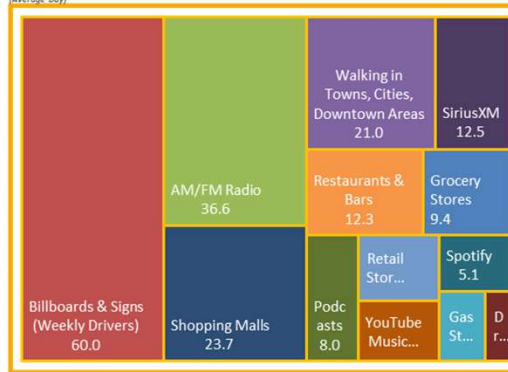 (Average Day)
Billboards & Signs
(Weekly Drivers)
60.0
AM/FM Radio
36.6
Shopping Malls
23.7
Walking in
Towns, Cities,
Downtown Areas
21.0
SiriusXM
12.5
Restaurants &
Bars
12.3
Grocery
Stores
9.4
Podc
asts
8.0
Retail
Stor...
YouTube
Music...
Spotify
5.1
Gas
St...
D
r...